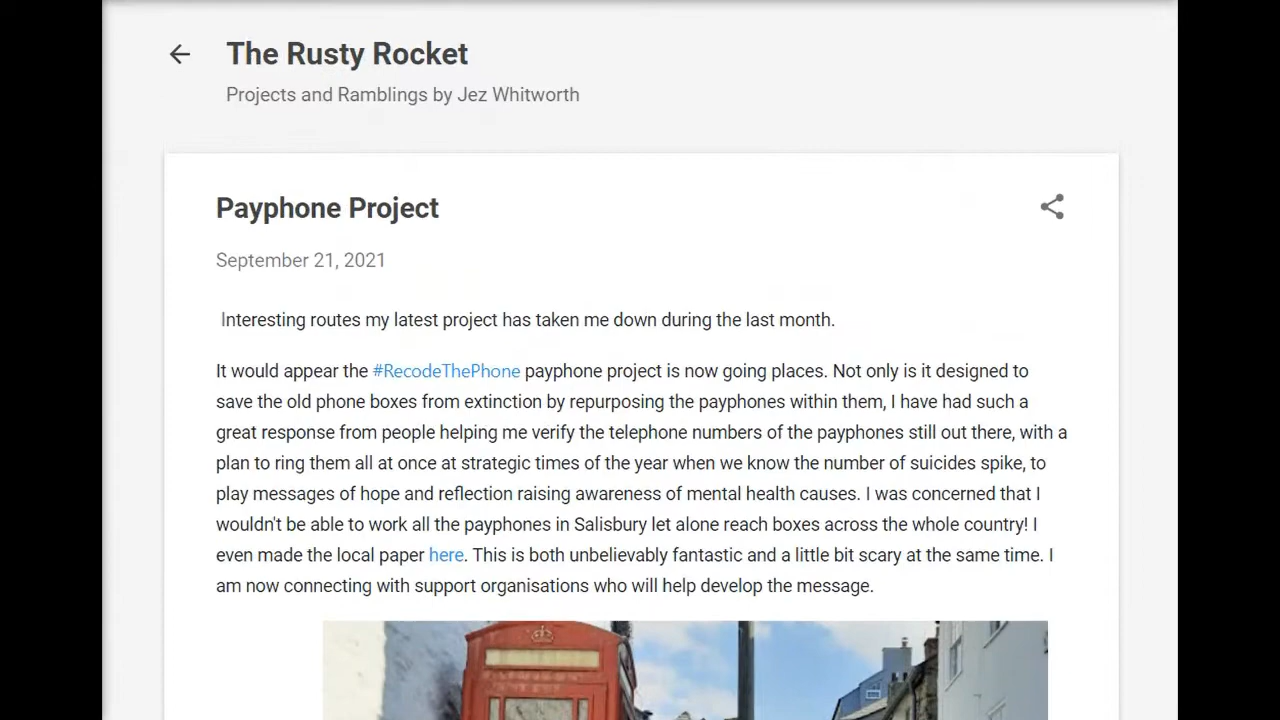 The Rusty Rocket
Projects and Ramblings by Jez Whitworth
Payphone Project
September 21, 2021
Interesting routes my latest project has taken me down during the last month.
It would appear the #RecodeThePhone payphone project is now going places. Not only is it designed to
save the old phone boxes from extinction by repurposing the payphones within them, I have had such a
great response from people helping me verify the telephone numbers of the payphones still out there, with a
plan to ring them all at once at strategic times of the year when we know the number of suicides spike, to
play messages of hope and reflection raising awareness of mental health causes. I was concerned that I
wouldn't be able to work all the payphones in Salisbury let alone reach boxes across the whole country! I
even made the local paper here. This is both unbelievably fantastic and a little bit scary at the same time. I
am now connecting with support organisations who will help develop the message.